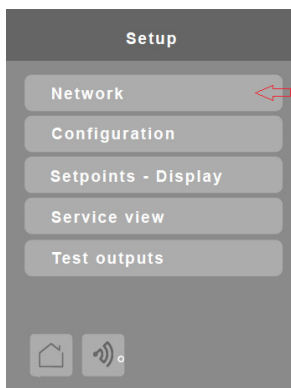 Setup
Network
Configuration
Setpoints - Display
Service view
Test outputs